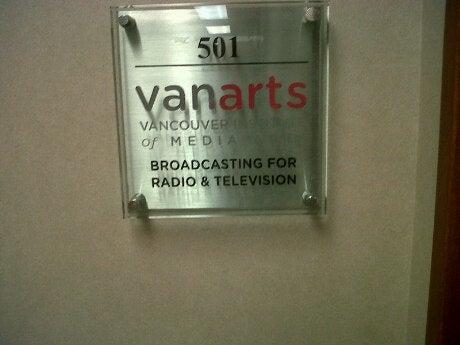 501
vanarts
VANCOUVER
of MEDIA
BROADCASTING FOR
RADIO & TELEVISION